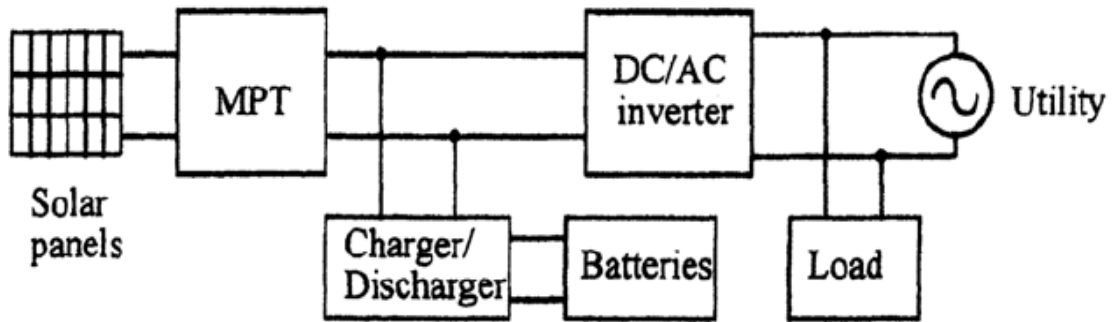 MPT
DC/AC
inverter
Utility
Solar
panels
Charger/
Discharger
Batteries
Load